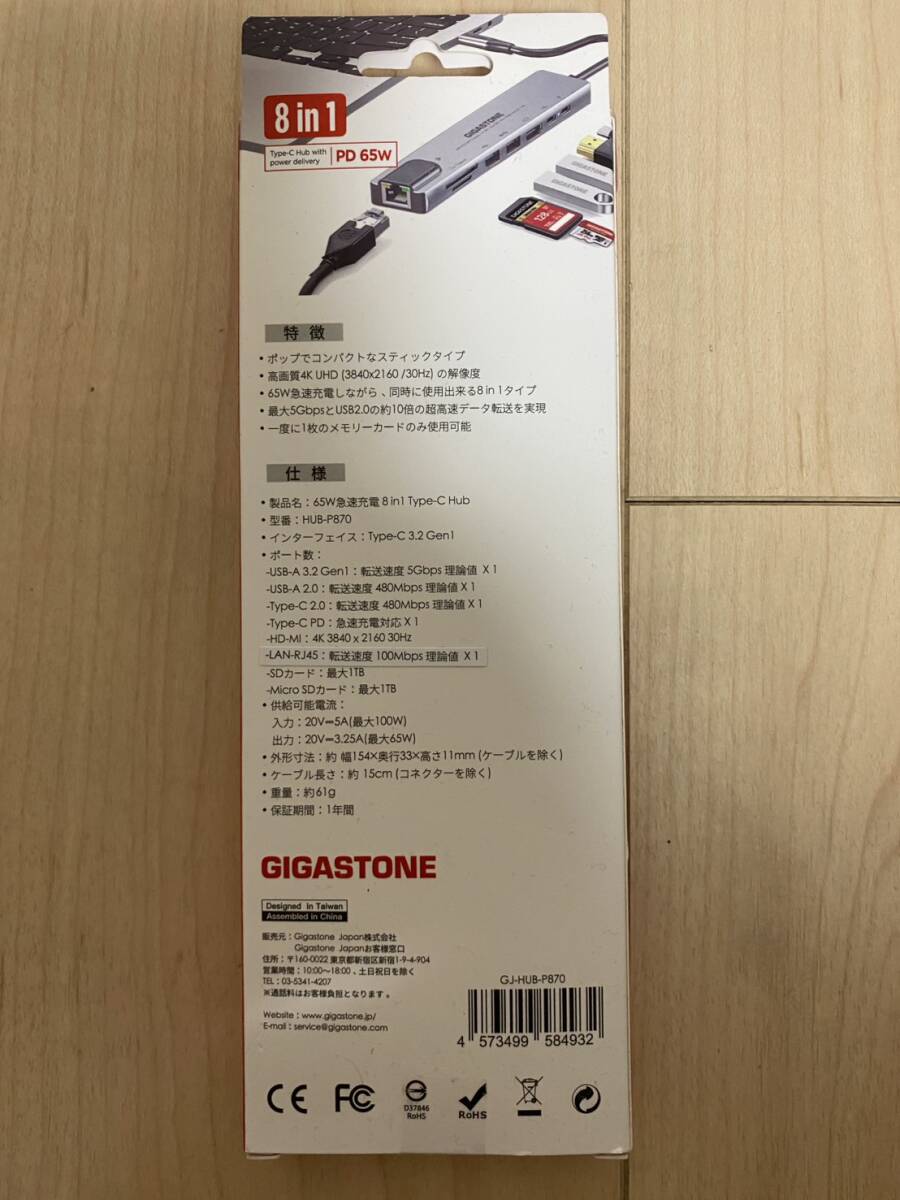 8 in 1
Type-C Hub with
power delivery
PD 65W
GIGASTONE
GIGASTONE
GIGASTONE
GIGASTONE
128GB
特 徴
• ポップでコンパクトなスティックタイプ
• 高画質4K UHD (3840x2160 /30Hz) の解像度
• 65W急速充電しながら、同時に使用出来る8 in 1タイプ
• 最大5GbpsとUSB2.0の約10倍の超高速データ転送を実現
• 一度に1枚のメモリーカードのみ使用可能
仕 様
• 製品名：65W急速充電 8 in1 Type-C Hub
• 型番：HUB-P870
• インターフェイス：Type-C 3.2 Gen1
• ポート数：
-USB-A 3.2 Gen1：転送速度 5Gbps 理論値 X 1
-USB-A 2.0：転送速度 480Mbps 理論値 X 1
-Type-C 2.0：転送速度 480Mbps 理論値 X 1
-Type-C PD：急速充電対応 X 1
-HD-MI：4K 3840 x 2160 30Hz
-LAN-RJ45：転送速度 100Mbps 理論値 X 1
-SDカード：最大1TB
-Micro SDカード：最大1TB
• 供給可能電流：
入力：20V⎓5A(最大100W)
出力：20V⎓3.25A(最大65W)
• 外形寸法：約 幅154×奥行33×高さ11mm (ケーブルを除く)
• ケーブル長さ：約 15cm (コネクターを除く)
• 重量：約61g
• 保証期間：1年間
GIGASTONE
Designed in Taiwan
Assembled in China
販売元：Gigastone Japan株式会社
Gigastone Japanお客様窓口
住所：〒160-0022 東京都新宿区新宿1-9-4-904
営業時間：10:00～18:00、土日祝日を除く
TEL：03-5341-4207
※通話料はお客様負担となります。
Website：www.gigastone.jp/
E-mail：service@gigastone.com
GJ-HUB-P870
4 573499 584932
CE FC D37846 RoHS RoHS